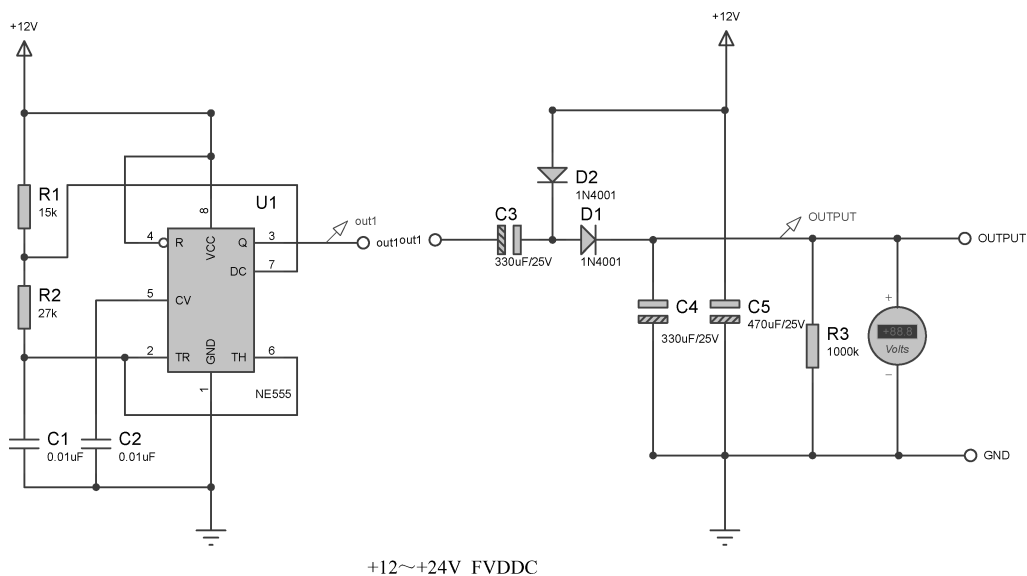 +12V
+12V
R1
15k
U1
8
VCC
4
R
Q
3
out1
out1
out1
DC
7
R2
27k
5
CV
2
TR
GND
TH
6
1
NE555
C1
0.01uF
C2
0.01uF
D2
1N4001
C3
330uF/25V
D1
1N4001
OUTPUT
OUTPUT
C4
330uF/25V
C5
470uF/25V
R3
1000k
+
+88.8
Volts
−
GND
+12～+24V FVDDC